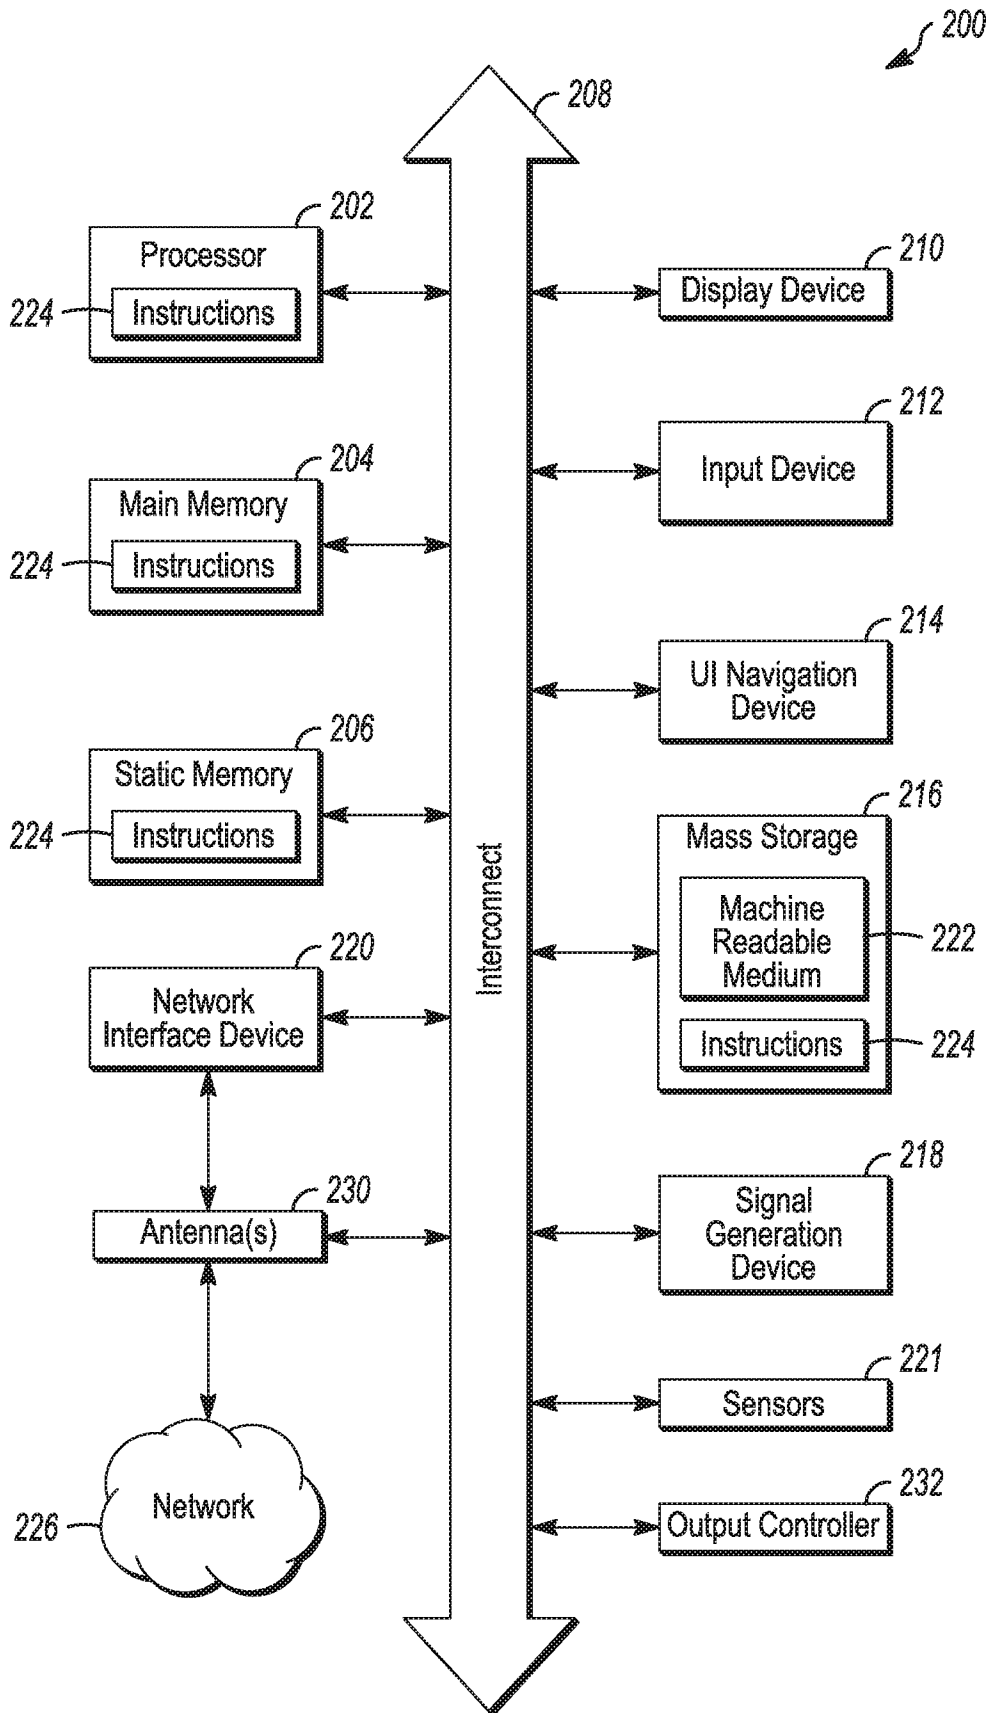 200
208
202
Processor
224
Instructions
204
Main Memory
224
Instructions
206
Static Memory
224
Instructions
220
Network
Interface Device
230
Antenna(s)
Network
226
Interconnect
210
Display Device
212
Input Device
214
UI Navigation
Device
216
Mass Storage
Machine
Readable
Medium
222
Instructions
224
218
Signal
Generation
Device
221
Sensors
232
Output Controller